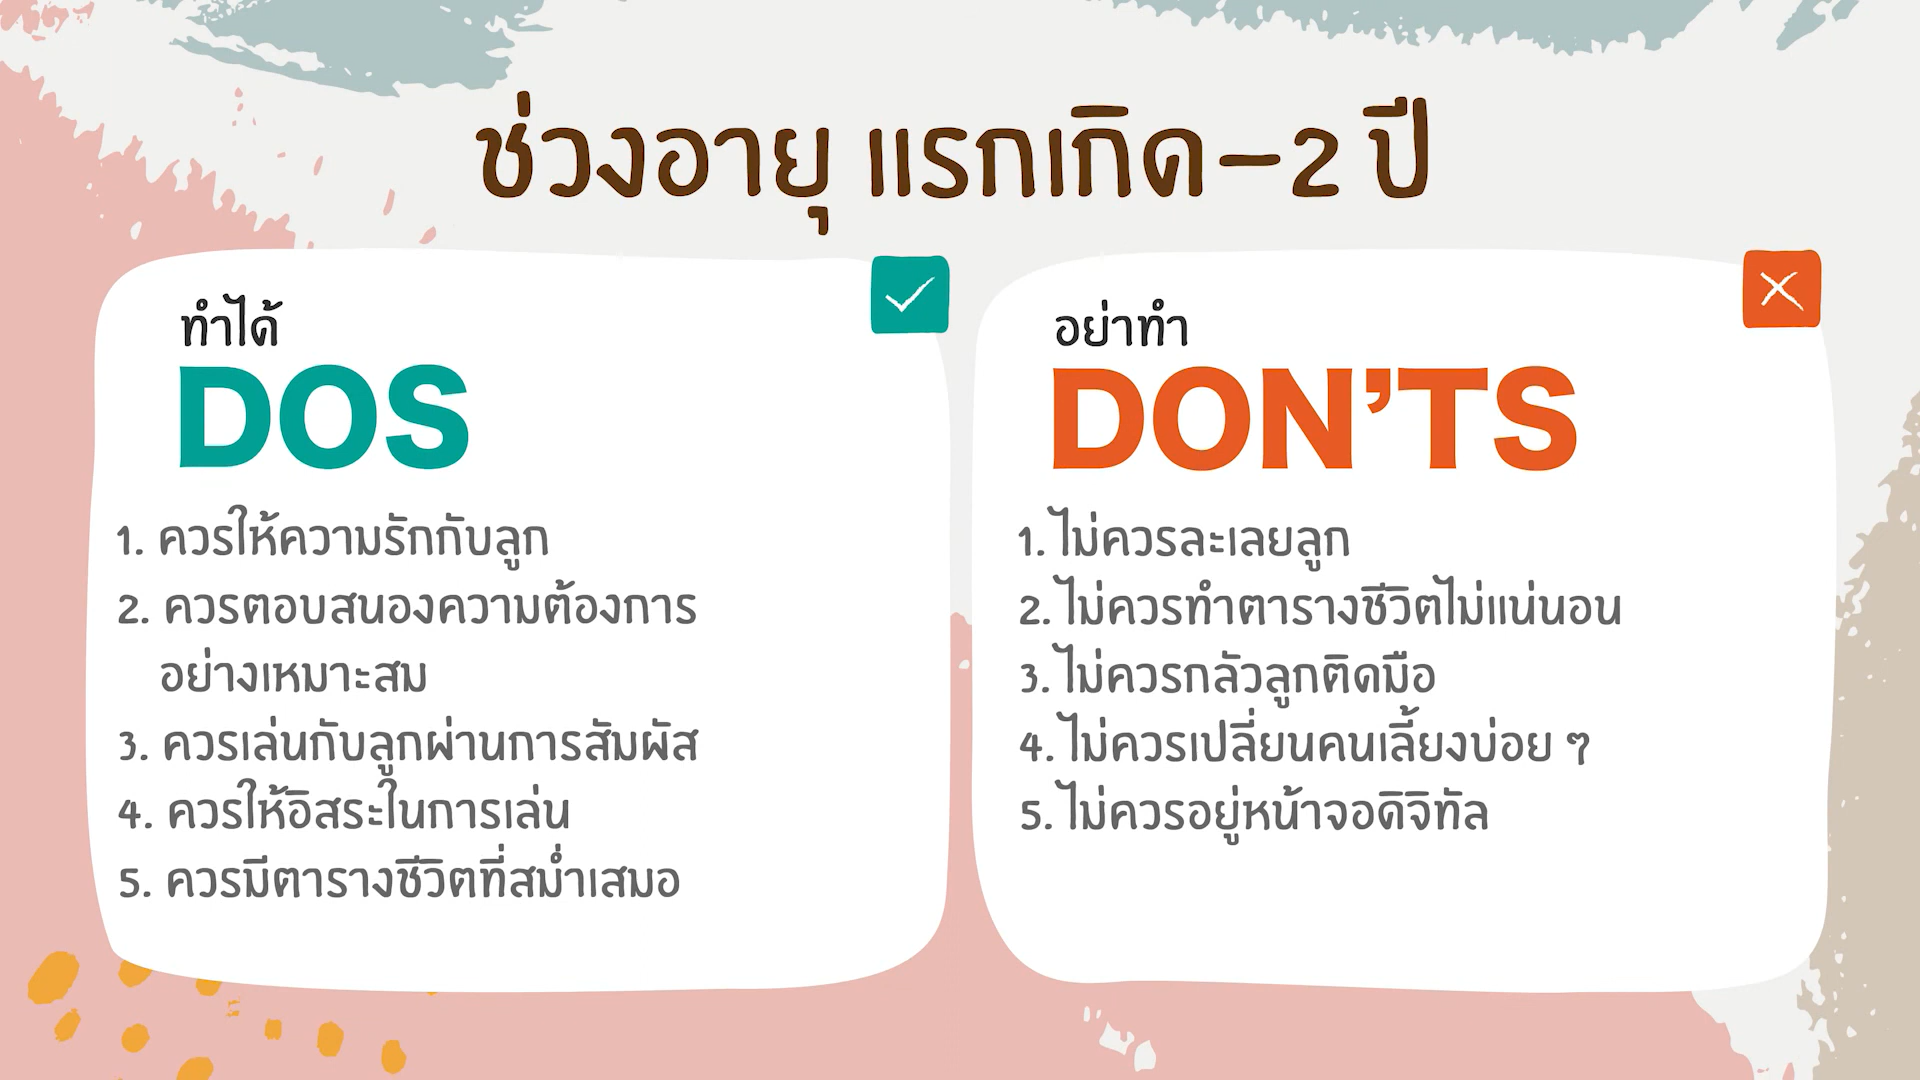 ช่วงอายุ แรกเกิด–2 ปี
ทำได้
DOS
1. ควรให้ความรักกับลูก
2. ควรตอบสนองความต้องการ
อย่างเหมาะสม
3. ควรเล่นกับลูกผ่านการสัมผัส
4. ควรให้อิสระในการเล่น
5. ควรมีตารางชีวิตที่สม่ำเสมอ
อย่าทำ
DON’TS
1. ไม่ควรละเลยลูก
2. ไม่ควรทำตารางชีวิตไม่แน่นอน
3. ไม่ควรกลัวลูกติดมือ
4. ไม่ควรเปลี่ยนคนเลี้ยงบ่อย ๆ
5. ไม่ควรอยู่หน้าจอดิจิทัล